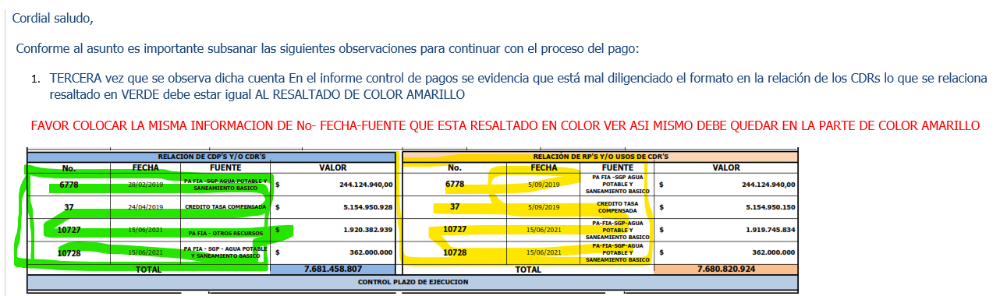 Cordial saludo,
Conforme al asunto es importante subsanar las siguientes observaciones para continuar con el proceso del pago:
1. TERCERA vez que se observa dicha cuenta En el informe control de pagos se evidencia que está mal diligenciado el formato en la relación de los CDRs lo que se relaciona
resaltado en VERDE debe estar igual AL RESALTADO DE COLOR AMARILLO
FAVOR COLOCAR LA MISMA INFORMACION DE No- FECHA-FUENTE QUE ESTA RESALTADO EN COLOR VER ASI MISMO DEBE QUEDAR EN LA PARTE DE COLOR AMARILLO
RELACIÓN DE CDP'S Y/O CDR'S RELACIÓN DE RP'S Y/O USOS DE CDR'S
No. FECHA FUENTE VALOR No. FECHA FUENTE VALOR
6778 28/02/2019 PA FIA -SGP AGUA POTABLE Y SANEAMIENTO BASICO $ 244.124.940,00 6778 5/09/2019 PA FIA -SGP AGUA POTABLE Y SANEAMIENTO BASICO $ 244.124.940,00
37 24/04/2019 CREDITO TASA COMPENSADA $ 5.154.950.928 37 5/09/2019 CREDITO TASA COMPENSADA $ 5.154.950.150
10727 15/06/2021 PA FIA - OTROS RECURSOS $ 1.920.382.939 10727 15/06/2021 PA-FIA-SGP-AGUA POTABLE Y SANEAMIENTO BASICO $ 1.919.745.834
10728 15/06/2021 PA FIA - SGP - AGUA POTABLE Y SANEAMIENTO BASICO $ 362.000.000 10728 15/06/2021 PA-FIA-SGP-AGUA POTABLE Y SANEAMIENTO BASICO $ 362.000.000
TOTAL 7.681.458.807 TOTAL 7.680.820.924
CONTROL PLAZO DE EJECUCION